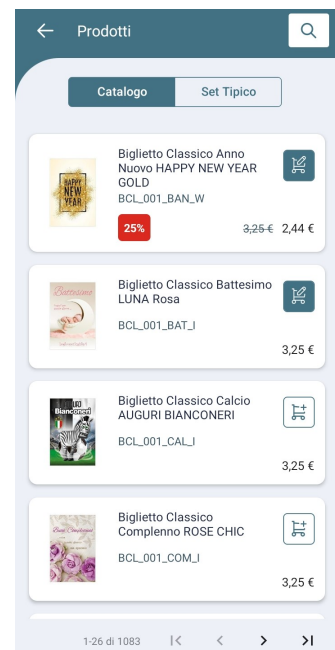 Prodotti
Catalogo
Set Tipico
HAPPY
NEW
YEAR
Biglietto Classico Anno
Nuovo HAPPY NEW YEAR
GOLD
BCL_001_BAN_W
25%
3,25 € 2,44 €
Battesimo
Biglietto Classico Battesimo
LUNA Rosa
BCL_001_BAT_I
3,25 €
Bianconeri
Biglietto Classico Calcio
AUGURI BIANCONERI
BCL_001_CAL_I
3,25 €
Buon Compleanno
Biglietto Classico
Complenno ROSE CHIC
BCL_001_COM_I
3,25 €
1-26 di 1083